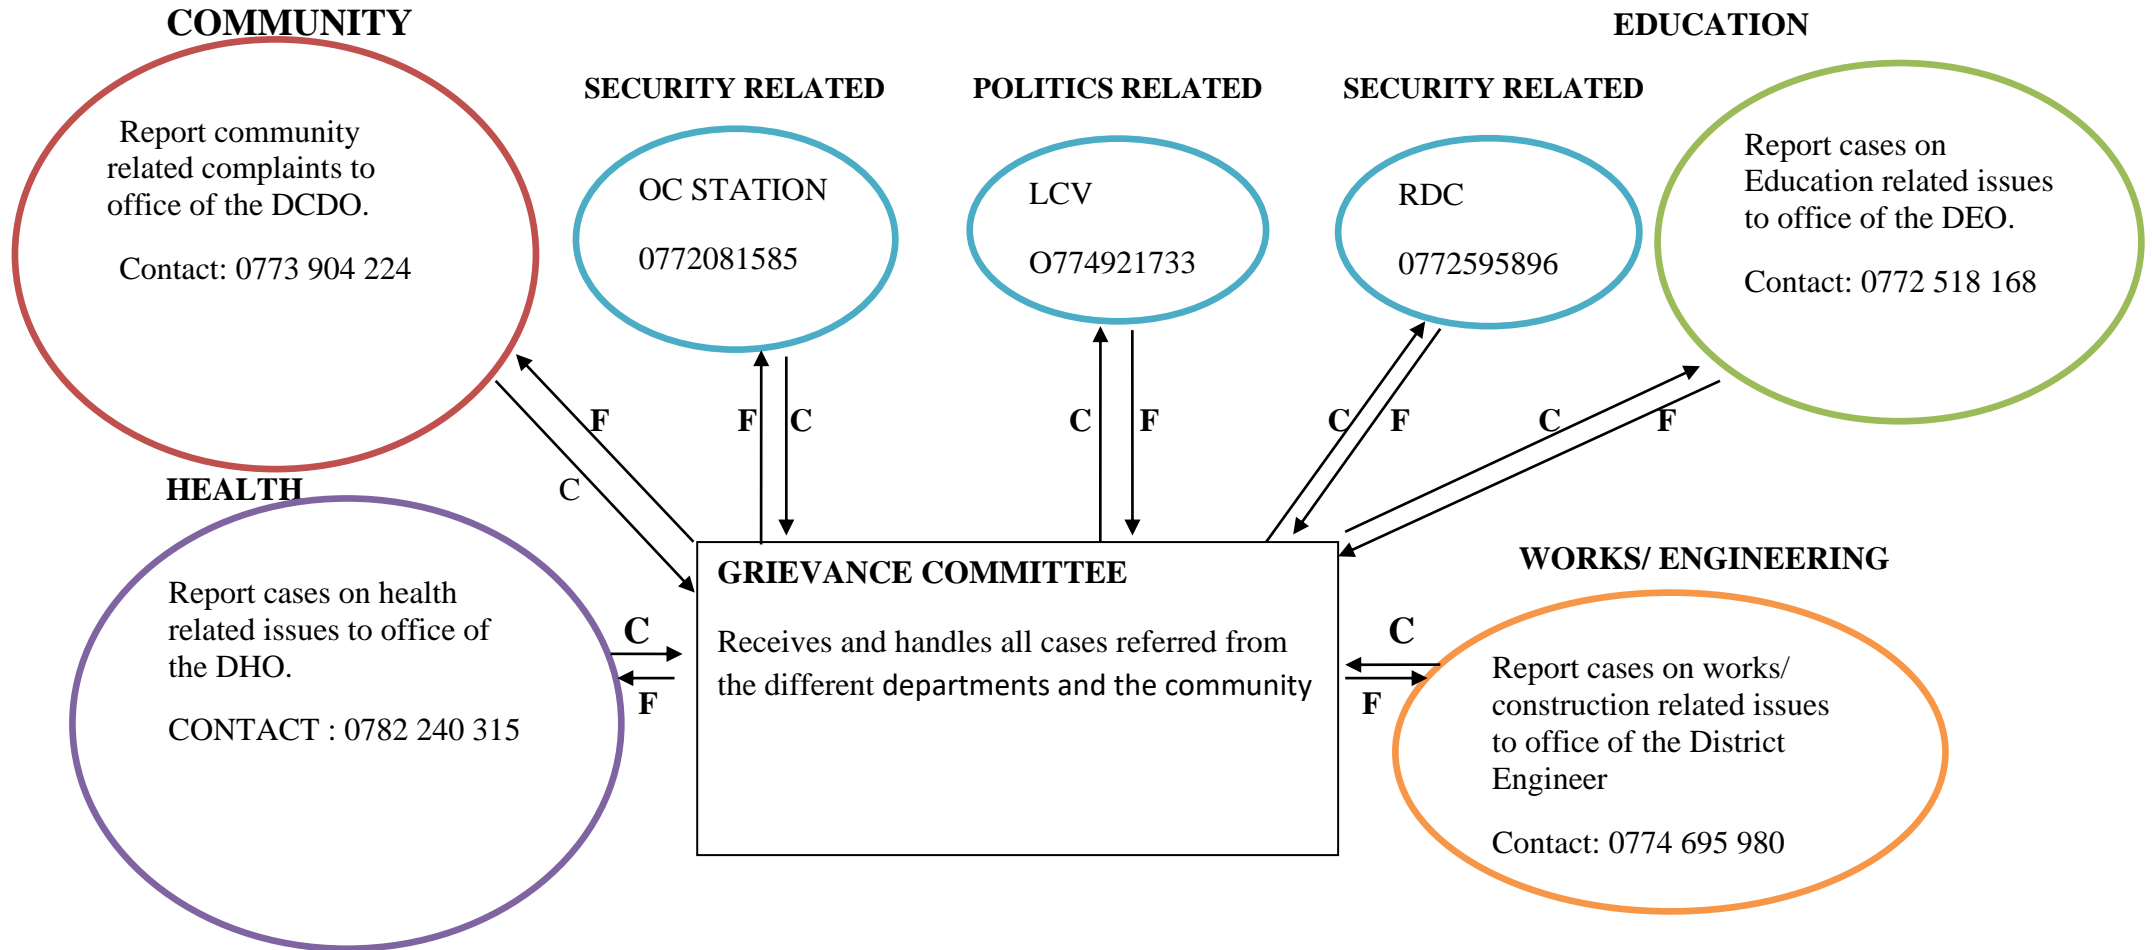 COMMUNITY
Report community
related complaints to
office of the DCDO.
Contact: 0773 904 224
SECURITY RELATED
OC STATION
0772081585
POLITICS RELATED
LCV
O774921733
SECURITY RELATED
RDC
0772595896
EDUCATION
Report cases on
Education related issues
to office of the DEO.
Contact: 0772 518 168
F
C
F
C
C
F
C
F
C
F
HEALTH
Report cases on health
related issues to office of
the DHO.
CONTACT : 0782 240 315
C
F
GRIEVANCE COMMITTEE
Receives and handles all cases referred from
the different departments and the community
C
F
WORKS/ ENGINEERING
Report cases on works/
construction related issues
to office of the District
Engineer
Contact: 0774 695 980